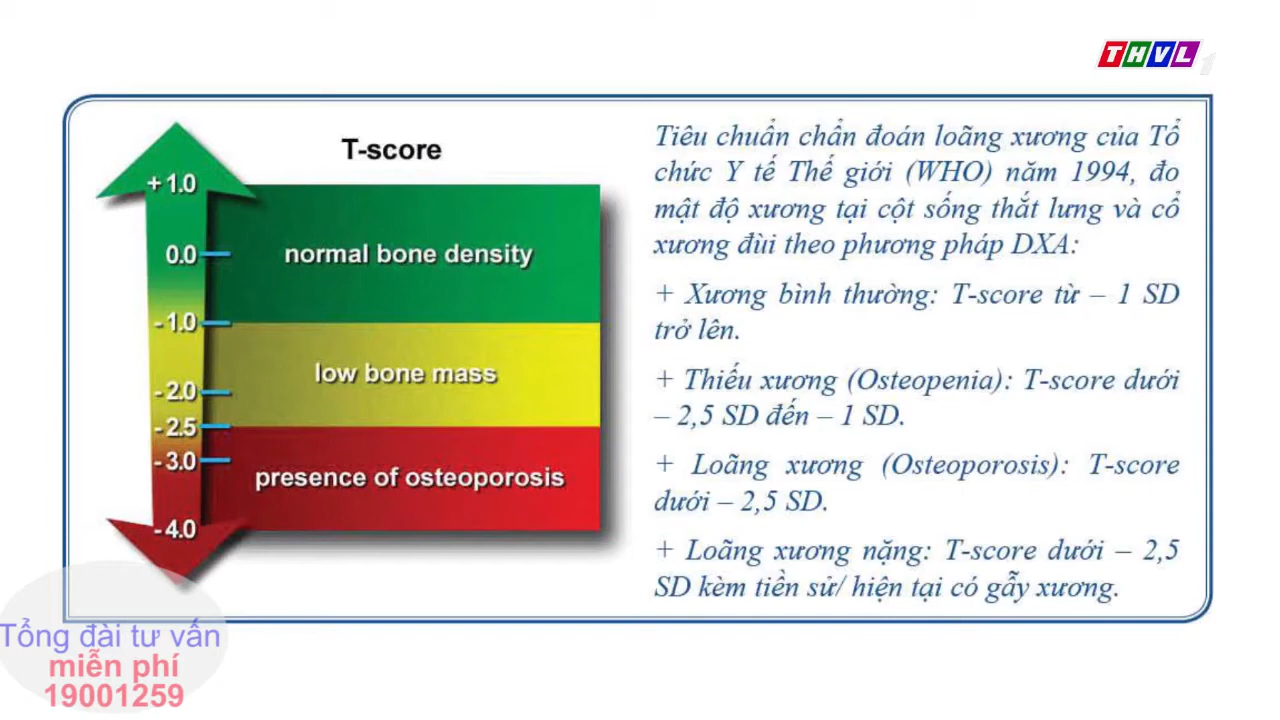 THVL 1
T-score
+ 1.0
0.0
- 1.0
- 2.0
- 2.5
- 3.0
- 4.0
normal bone density
low bone mass
presence of osteoporosis
Tiêu chuẩn chẩn đoán loãng xương của Tổ
chức Y tế Thế giới (WHO) năm 1994, đo
mật độ xương tại cột sống thắt lưng và cổ
xương đùi theo phương pháp DXA:
+ Xương bình thường: T-score từ – 1 SD
trở lên.
+ Thiếu xương (Osteopenia): T-score dưới
– 2,5 SD đến – 1 SD.
+ Loãng xương (Osteoporosis): T-score
dưới – 2,5 SD.
+ Loãng xương nặng: T-score dưới – 2,5
SD kèm tiền sử/ hiện tại có gẫy xương.
Tổng đài tư vấn
miễn phí
19001259